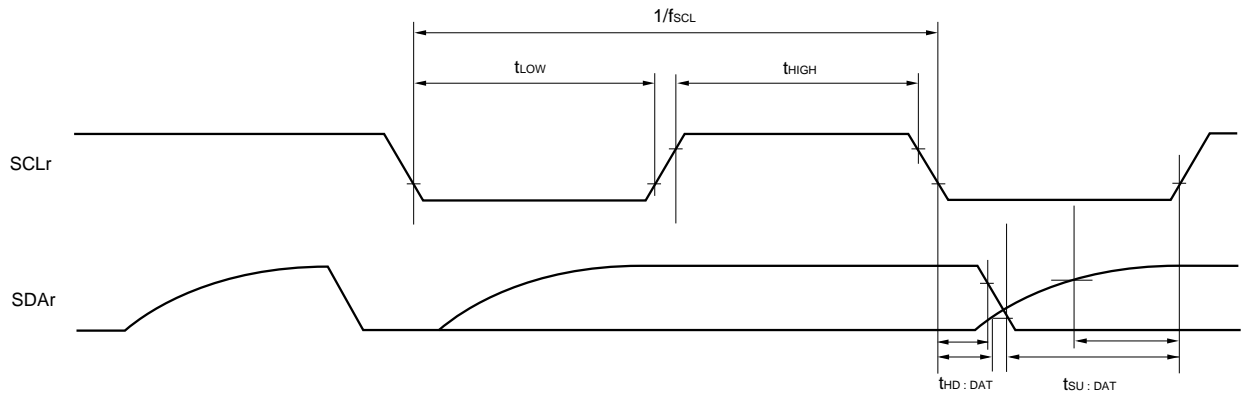 1/fSCL
tLOW
tHIGH
SCLr
SDAr
tHD : DAT
tSU : DAT